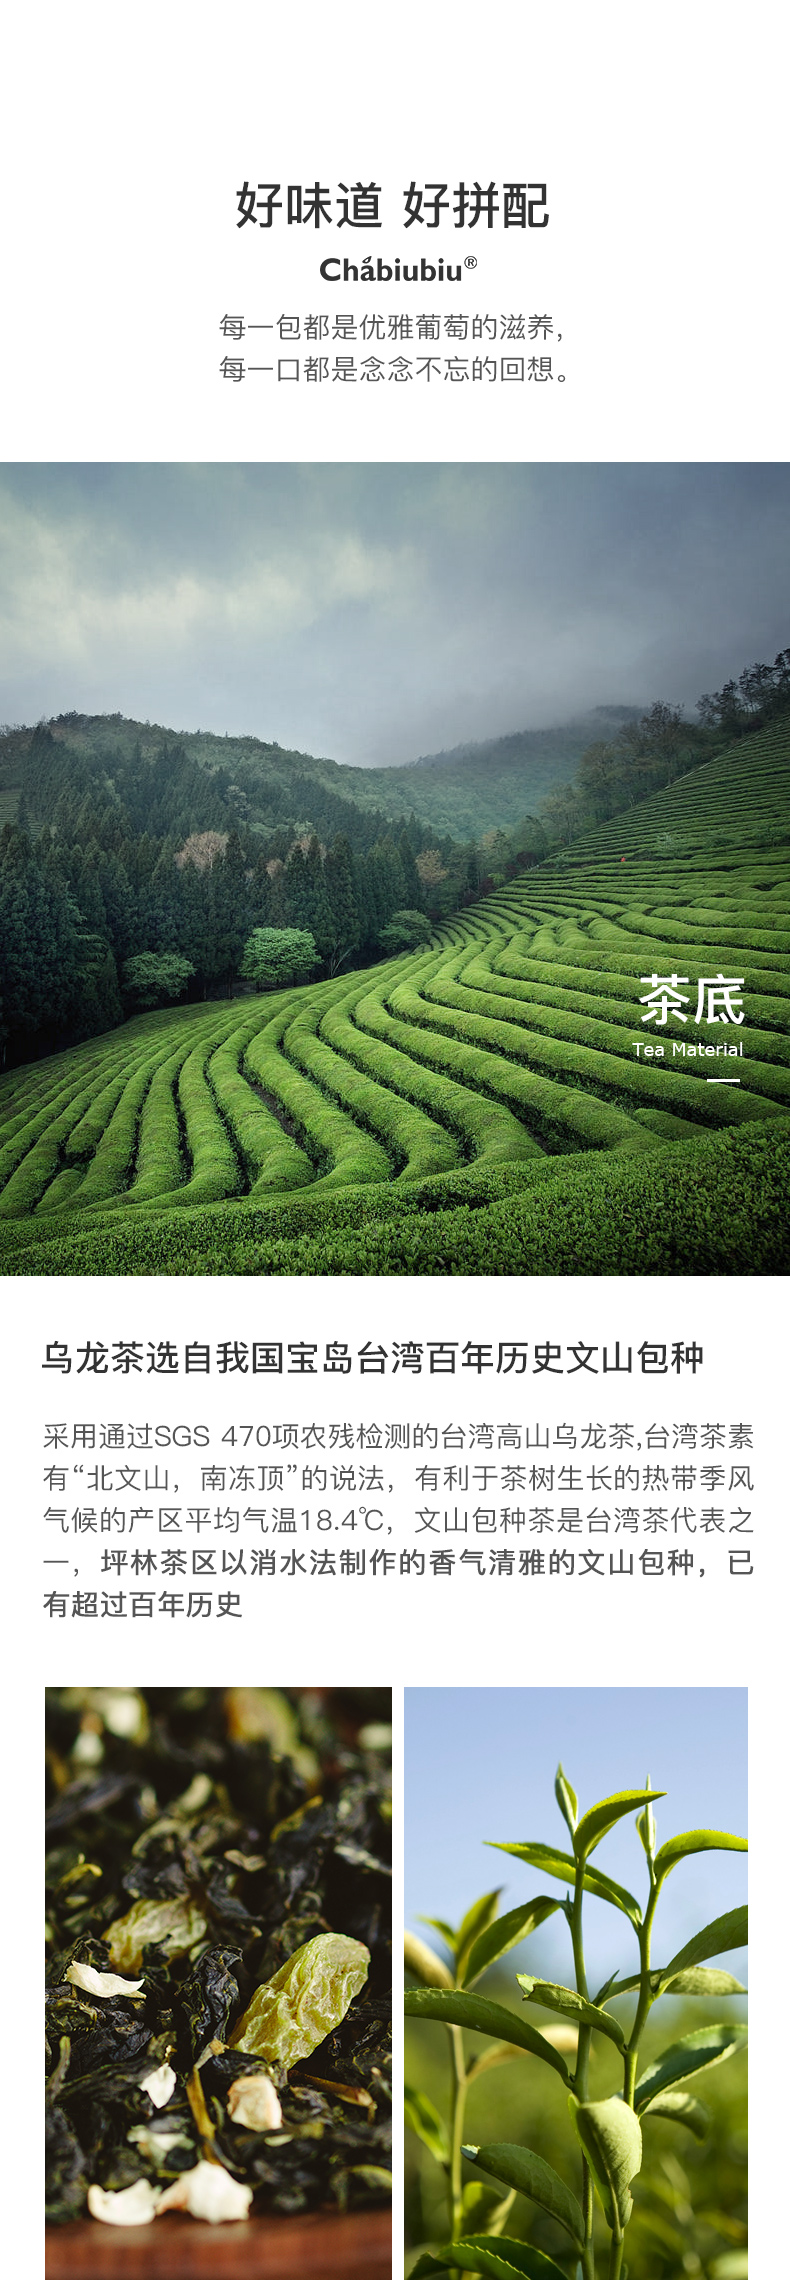 好味道 好拼配
Chábiubiu®
每一包都是优雅葡萄的滋养，
每一口都是念念不忘的回想。
茶底
Tea Material
乌龙茶选自我国宝岛台湾百年历史文山包种
采用通过SGS 470项农残检测的台湾高山乌龙茶,台湾茶素
有“北文山，南冻顶”的说法，有利于茶树生长的热带季风
气候的产区平均气温18.4℃，文山包种茶是台湾茶代表之
一，坪林茶区以消水法制作的香气清雅的文山包种，已
有超过百年历史